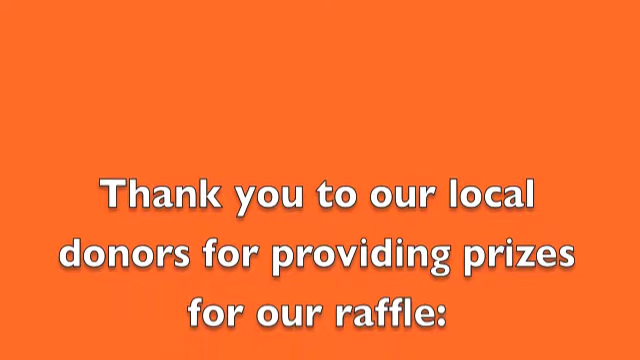 Thank you to our local
donors for providing prizes
for our raffle: